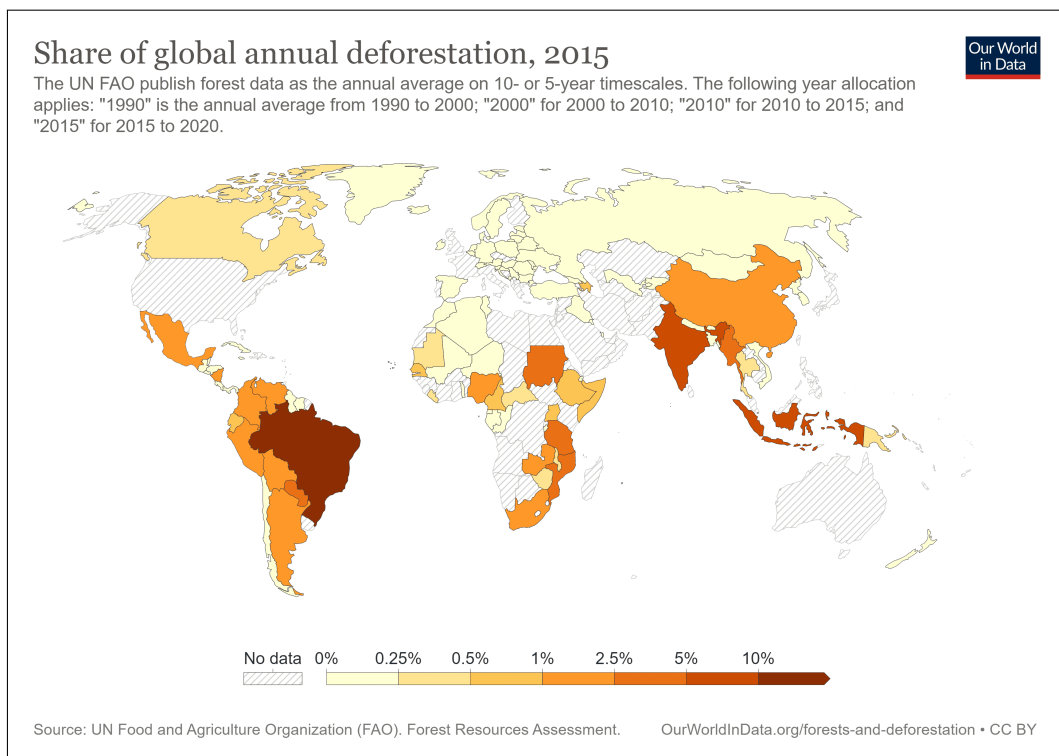 Share of global annual deforestation, 2015
Our World
in Data
The UN FAO publish forest data as the annual average on 10- or 5-year timescales. The following year allocation
applies: "1990" is the annual average from 1990 to 2000; "2000" for 2000 to 2010; "2010" for 2010 to 2015; and
"2015" for 2015 to 2020.
No data 0% 0.25% 0.5% 1% 2.5% 5% 10%
Source: UN Food and Agriculture Organization (FAO). Forest Resources Assessment. OurWorldInData.org/forests-and-deforestation • CC BY